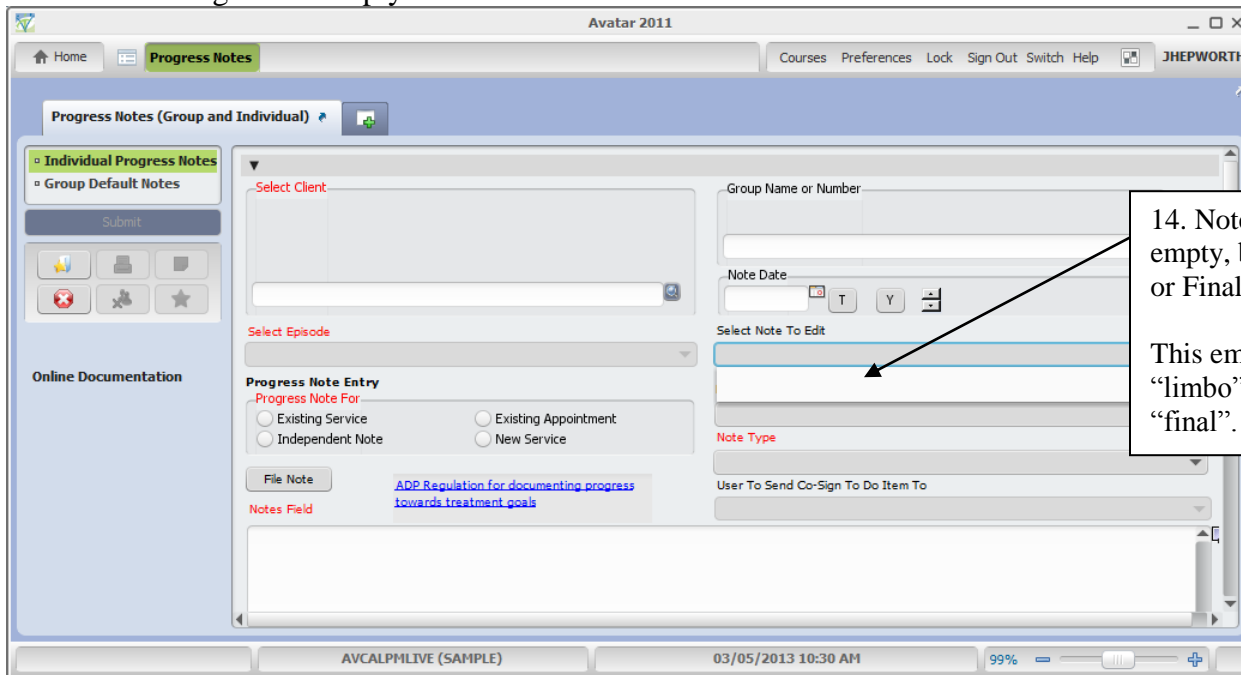 Avatar 2011
Home
Progress Notes
Courses Preferences Lock Sign Out Switch Help
JHEPWORTH
Progress Notes (Group and Individual)
Individual Progress Notes
Group Default Notes
Submit
Online Documentation
Select Client
Group Name or Number
Note Date
T Y
Select Episode
Select Note To Edit
Progress Note Entry
Progress Note For
Existing Service
Existing Appointment
Independent Note
New Service
Note Type
File Note
ADP Regulation for documenting progress
towards treatment goals
User To Send Co-Sign To Do Item To
Notes Field
14. Note
empty, b
or Final
This em
“limbo”
“final”.
AVCALPMLIVE (SAMPLE)
03/05/2013 10:30 AM
99%